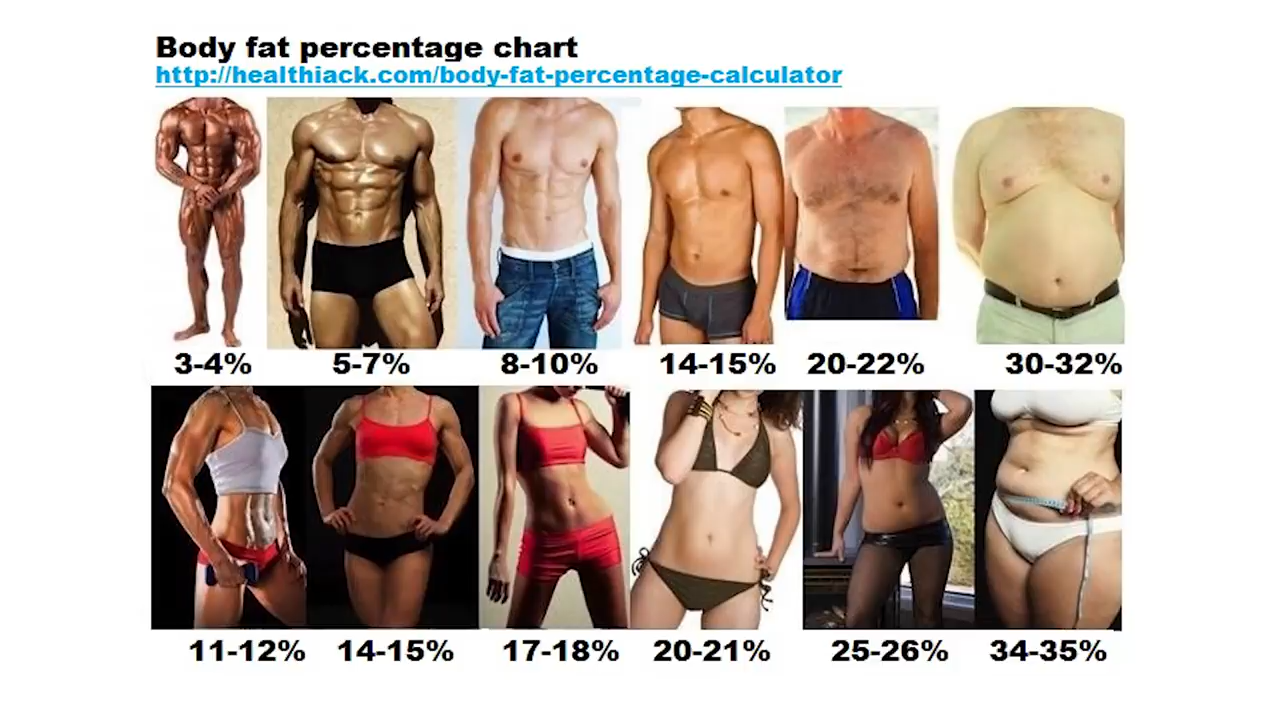 Body fat percentage chart
http://healthiack.com/body-fat-percentage-calculator
3-4% 5-7% 8-10% 14-15% 20-22% 30-32%
11-12% 14-15% 17-18% 20-21% 25-26% 34-35%